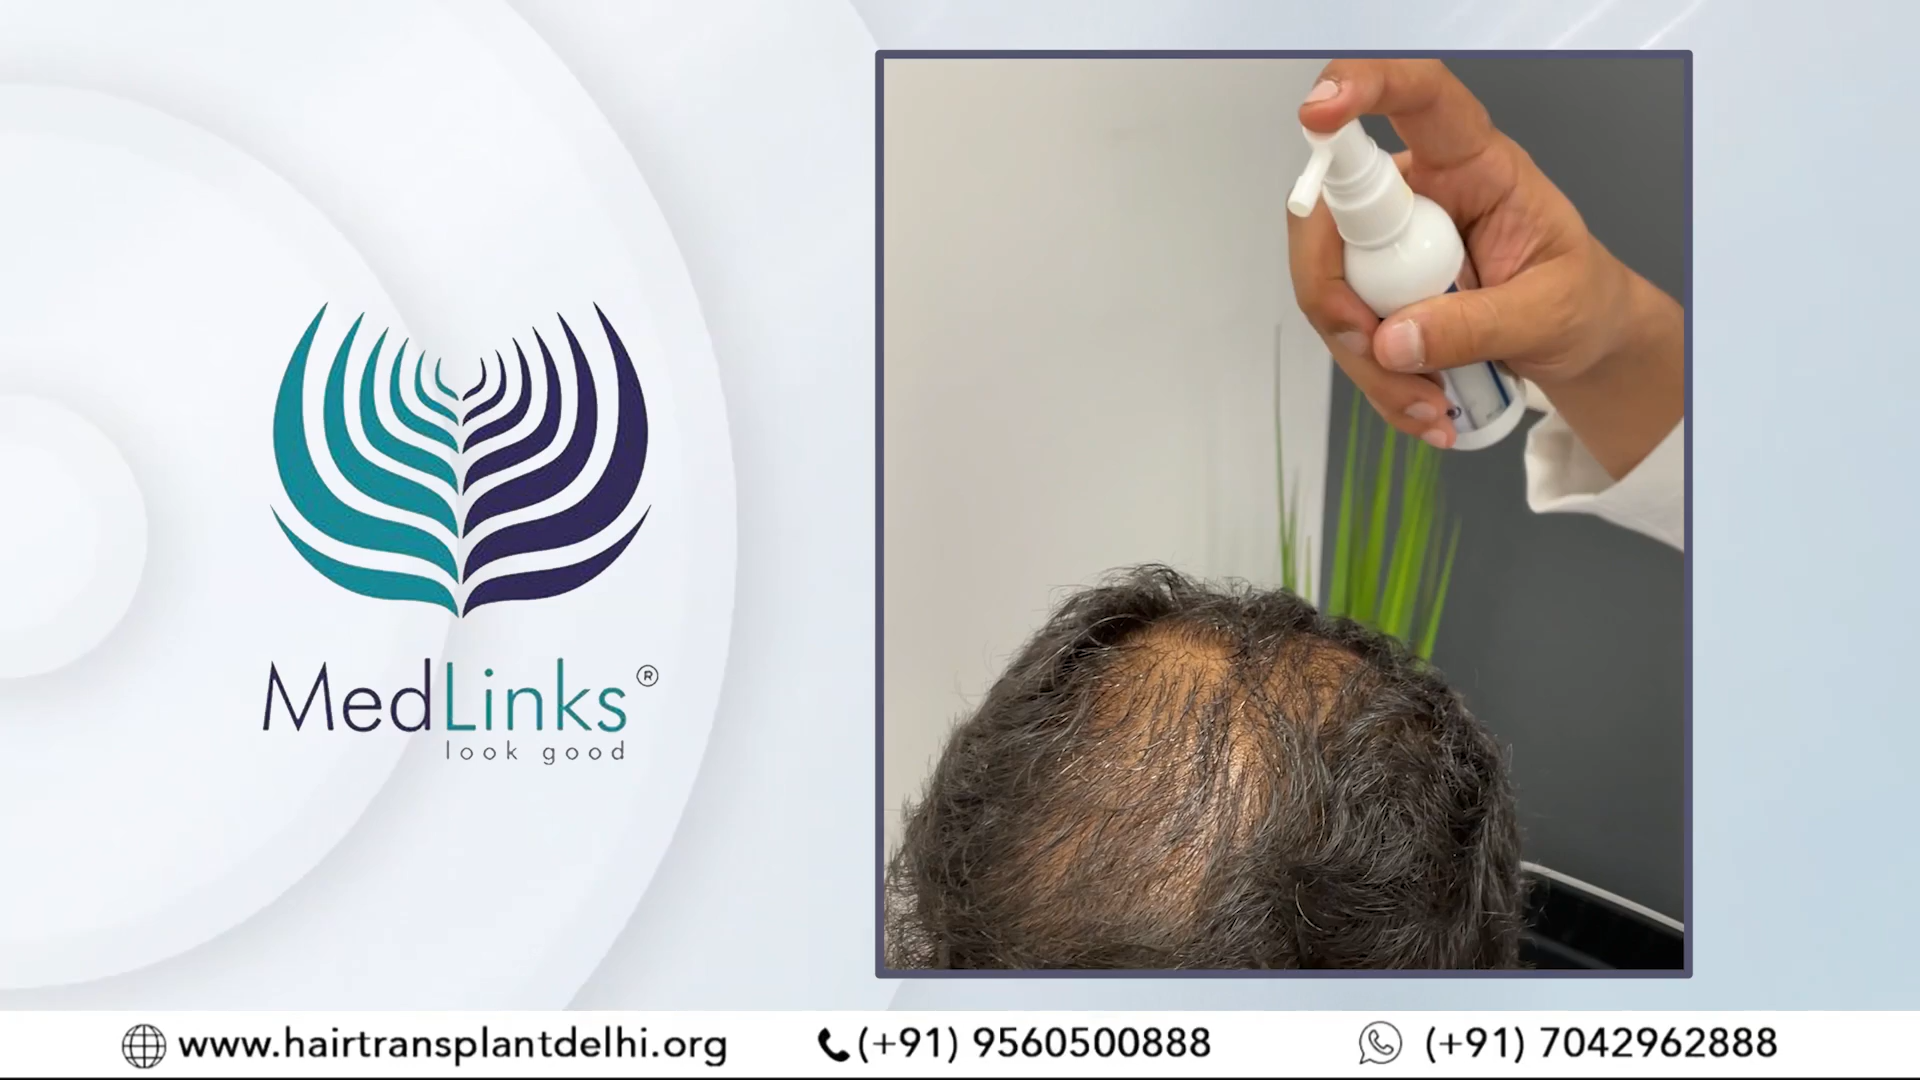 MedLinks®
look good
www.hairtransplantdelhi.org
(+91) 9560500888
(+91) 7042962888